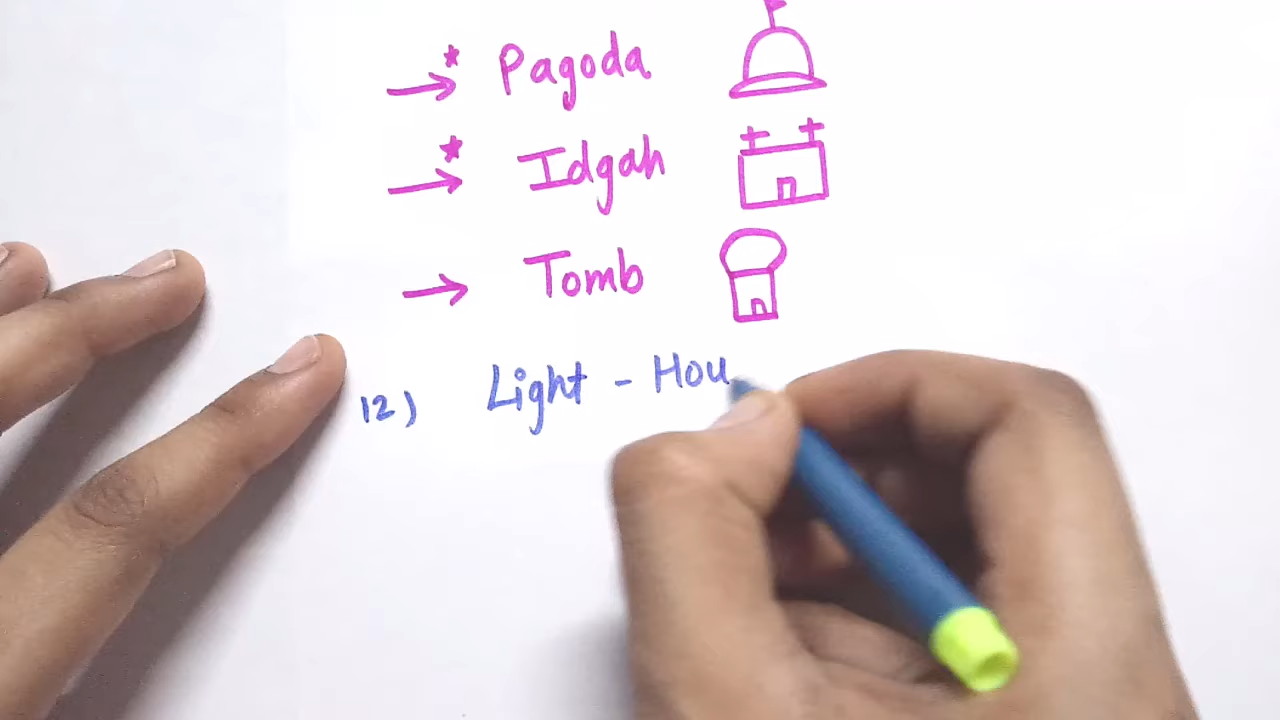 →* Pagoda
→* Idgah
→ Tomb
12) Light - Hou